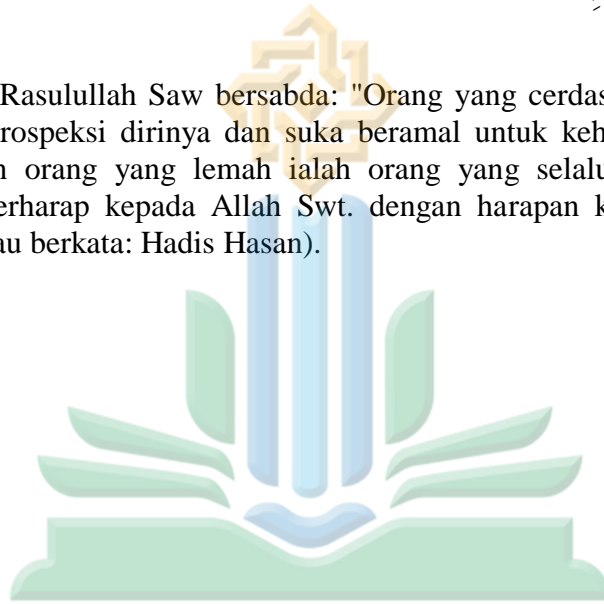 Rasulullah Saw bersabda: "Orang yang cerdas
rospeksi dirinya dan suka beramal untuk keh
n orang yang lemah ialah orang yang selalu
erharap kepada Allah Swt. dengan harapan k
au berkata: Hadis Hasan).